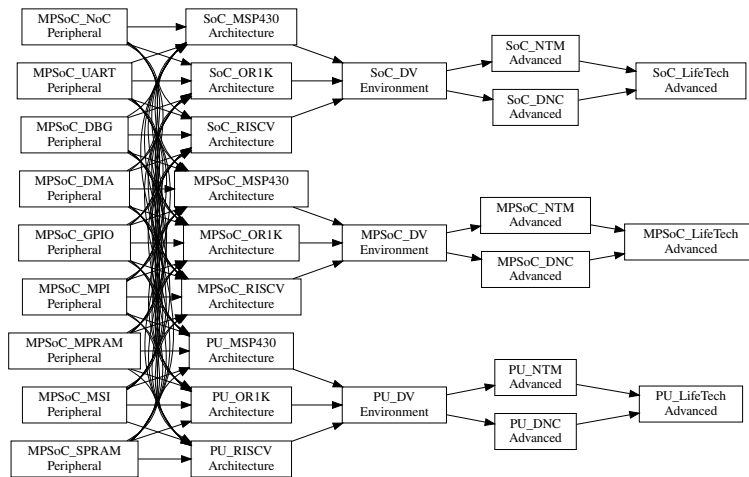 MPSoC_NoC
Peripheral
MPSoC_UART
Peripheral
MPSoC_DBG
Peripheral
MPSoC_DMA
Peripheral
MPSoC_GPIO
Peripheral
MPSoC_MPI
Peripheral
MPSoC_MPRAM
Peripheral
MPSoC_MSI
Peripheral
MPSoC_SPRAM
Peripheral
SoC_MSP430
Architecture
SoC_OR1K
Architecture
SoC_RISCV
Architecture
MPSoC_MSP430
Architecture
MPSoC_OR1K
Architecture
MPSoC_RISCV
Architecture
PU_MSP430
Architecture
PU_OR1K
Architecture
PU_RISCV
Architecture
SoC_DV
Environment
MPSoC_DV
Environment
PU_DV
Environment
SoC_NTM
Advanced
SoC_DNC
Advanced
MPSoC_NTM
Advanced
MPSoC_DNC
Advanced
PU_NTM
Advanced
PU_DNC
Advanced
SoC_LifeTech
Advanced
MPSoC_LifeTech
Advanced
PU_LifeTech
Advanced